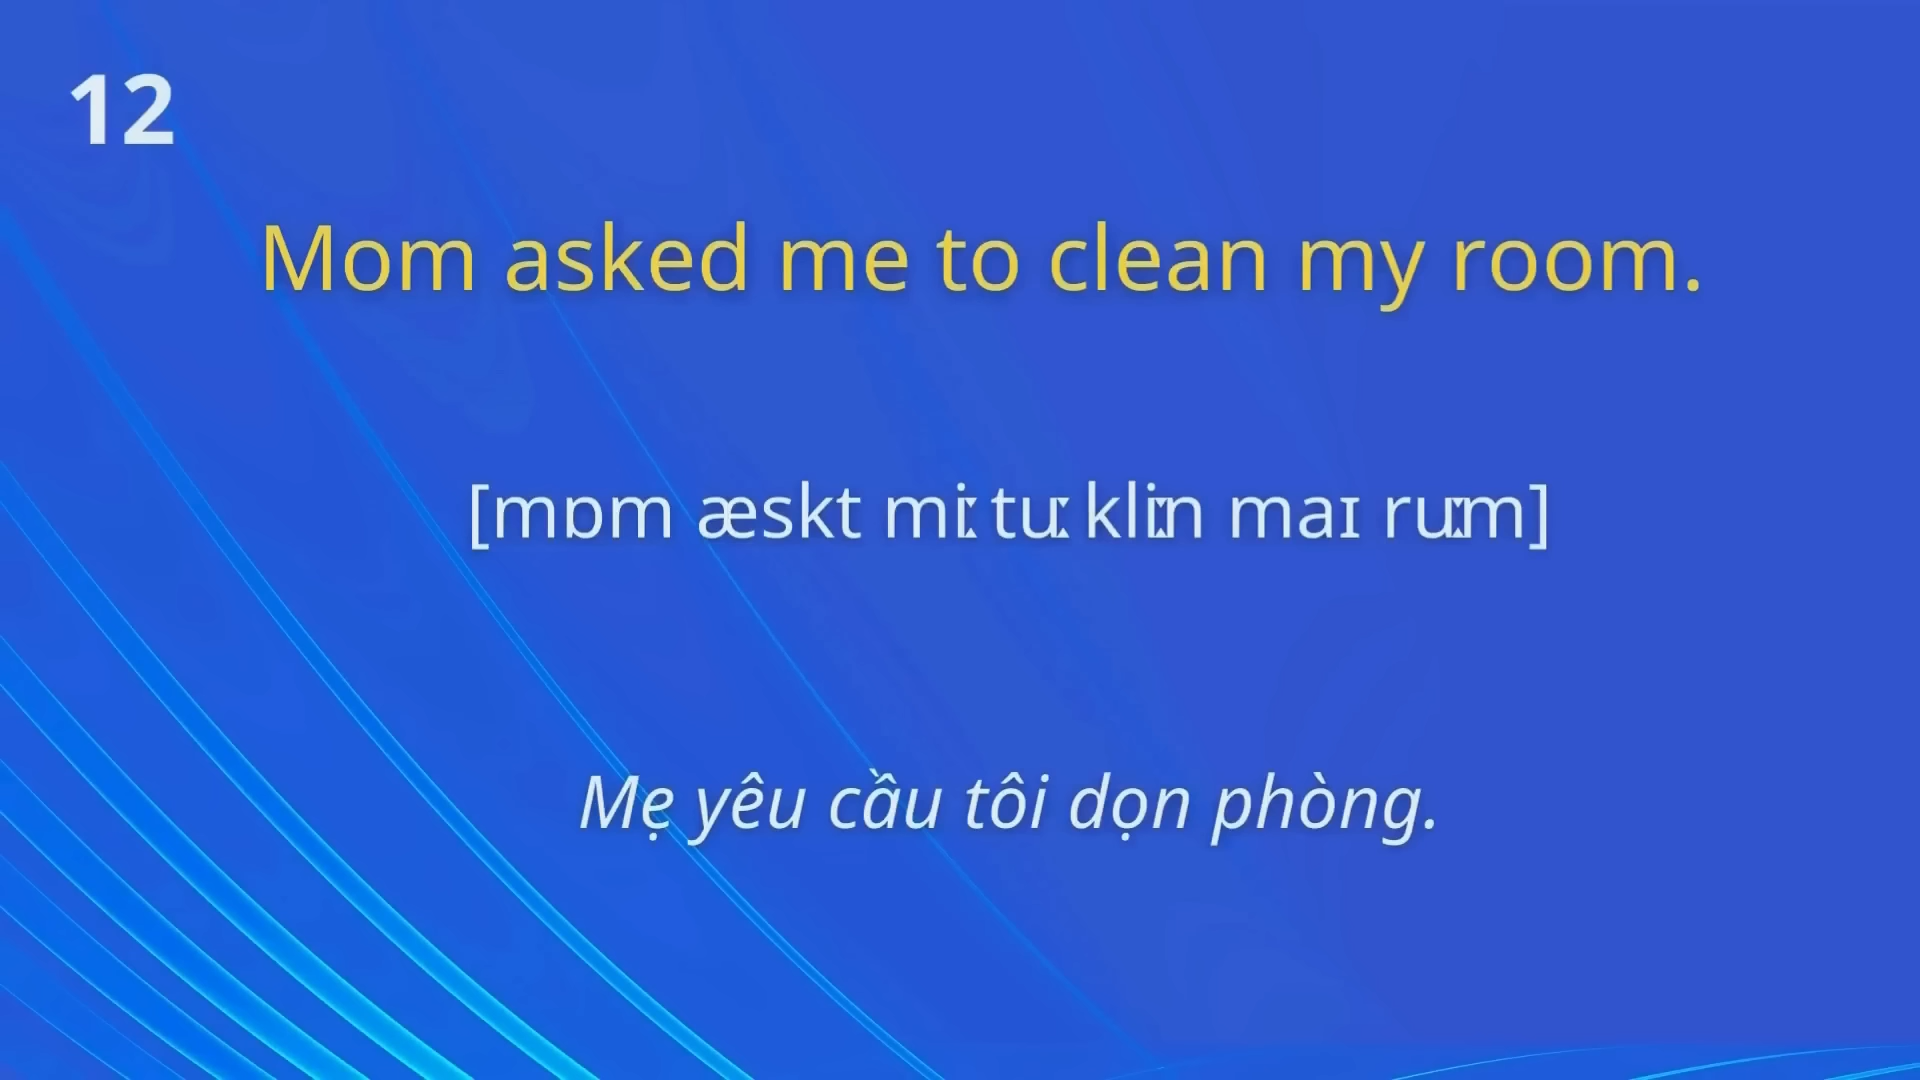 12
Mom asked me to clean my room.
[mɒm æskt miː tuː kliːn maɪ ruːm]
Mẹ yêu cầu tôi dọn phòng.